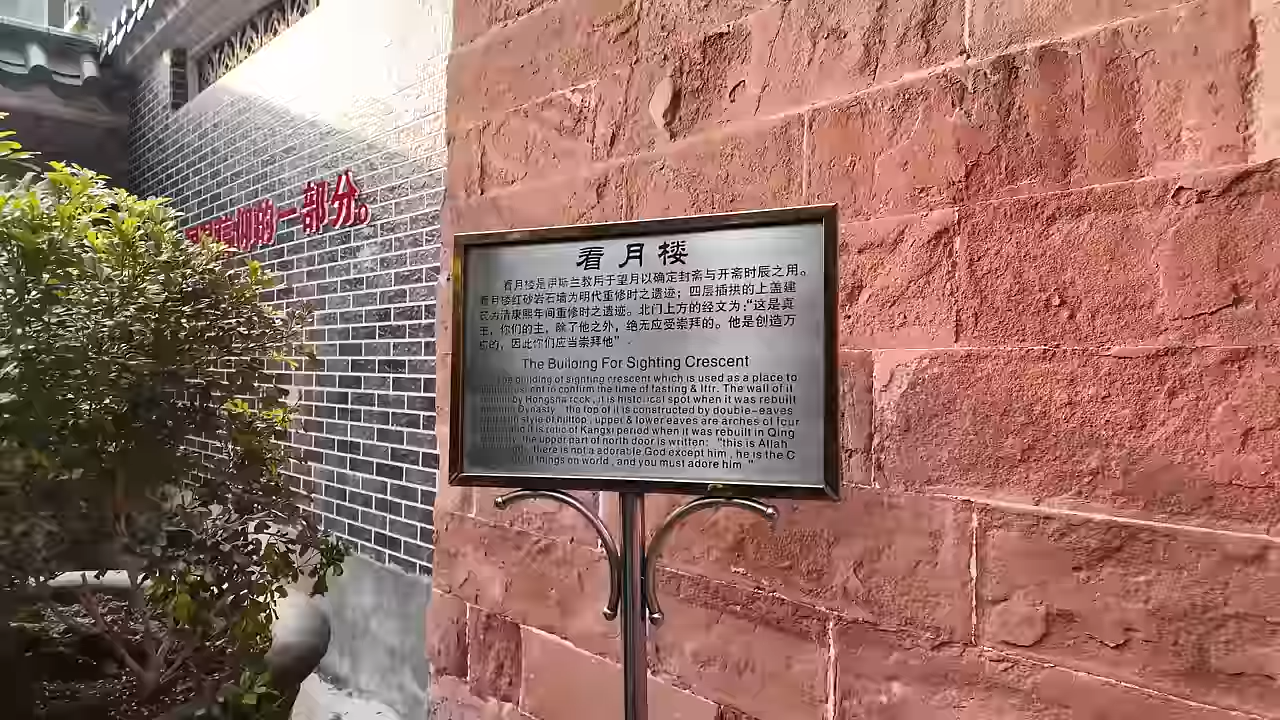 的一部分。
看月楼
看月楼是伊斯兰教用于望月以确定封斋与开斋时辰之用。
看月楼红砂岩石墙为明代重修时之遗迹；四层插拱的上盖建
为清康熙年间重修时之遗迹。北门上方的经文为："这是真
主，你们的主，除了他之外，绝无应受崇拜的。他是创造万
物的，因此你们应当崇拜他".
The Building For Sighting Crescent
The building of sighting crescent which is used as a place to
to confirm the time of fasting & Iftr. The wall of it
by Hongsha rock, it is historical spot when it was rebuilt
Dynasty. the top of it is constructed by double-eaves
style of hilltop, upper & lower eaves are arches of four
it is relic of Kangxi period when it was rebuilt in Qing
the upper part of north door is written: "this is Allah
There is not a adorable God except him, he is the C
things on world, and you must adore him "